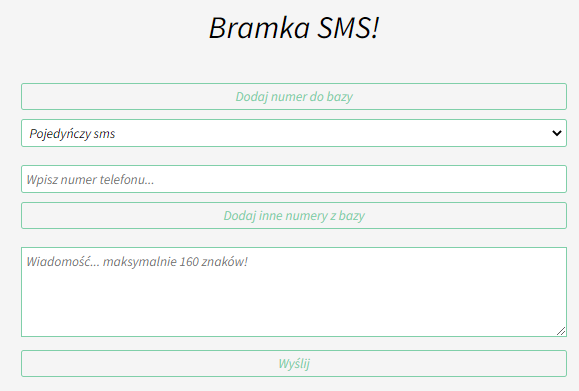 Bramka SMS!
Dodaj numer do bazy
Pojedyńczy sms
Wpisz numer telefonu...
Dodaj inne numery z bazy
Wiadomość... maksymalnie 160 znaków!
Wyślij